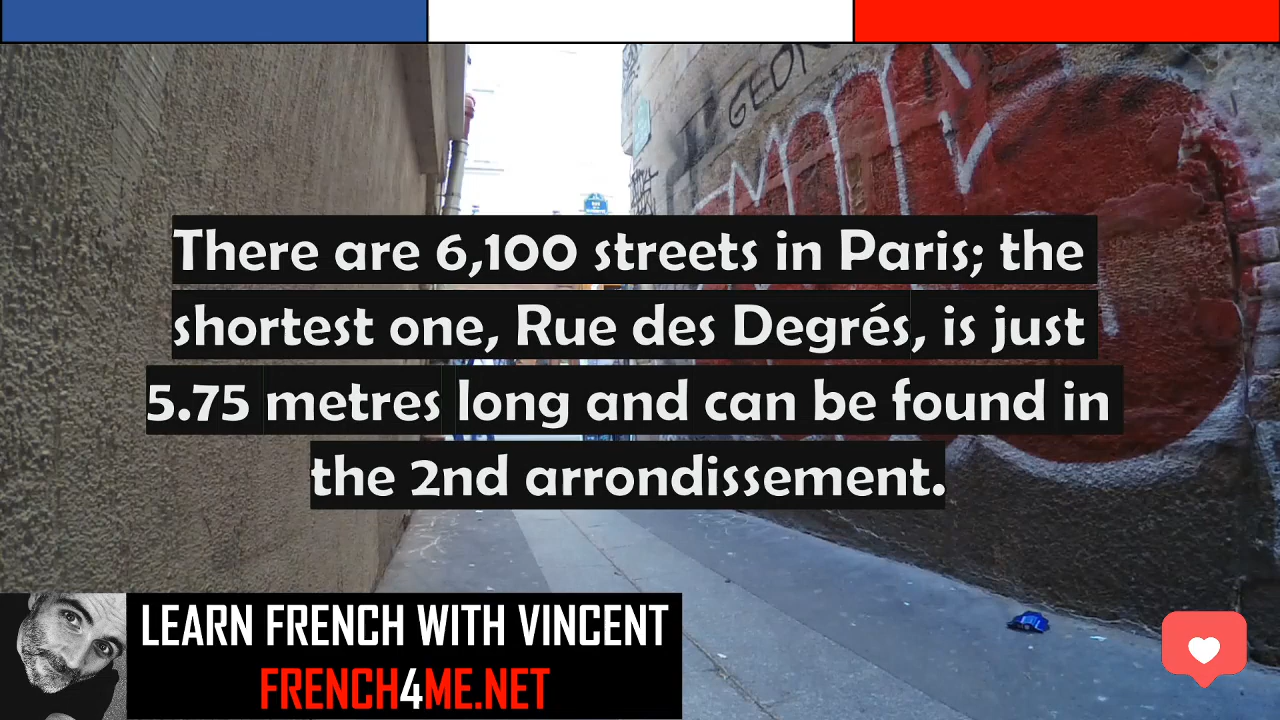 GEO
There are 6,100 streets in Paris; the
shortest one, Rue des Degrés, is just
5.75 metres long and can be found in
the 2nd arrondissement.
LEARN FRENCH WITH VINCENT
FRENCH4ME.NET